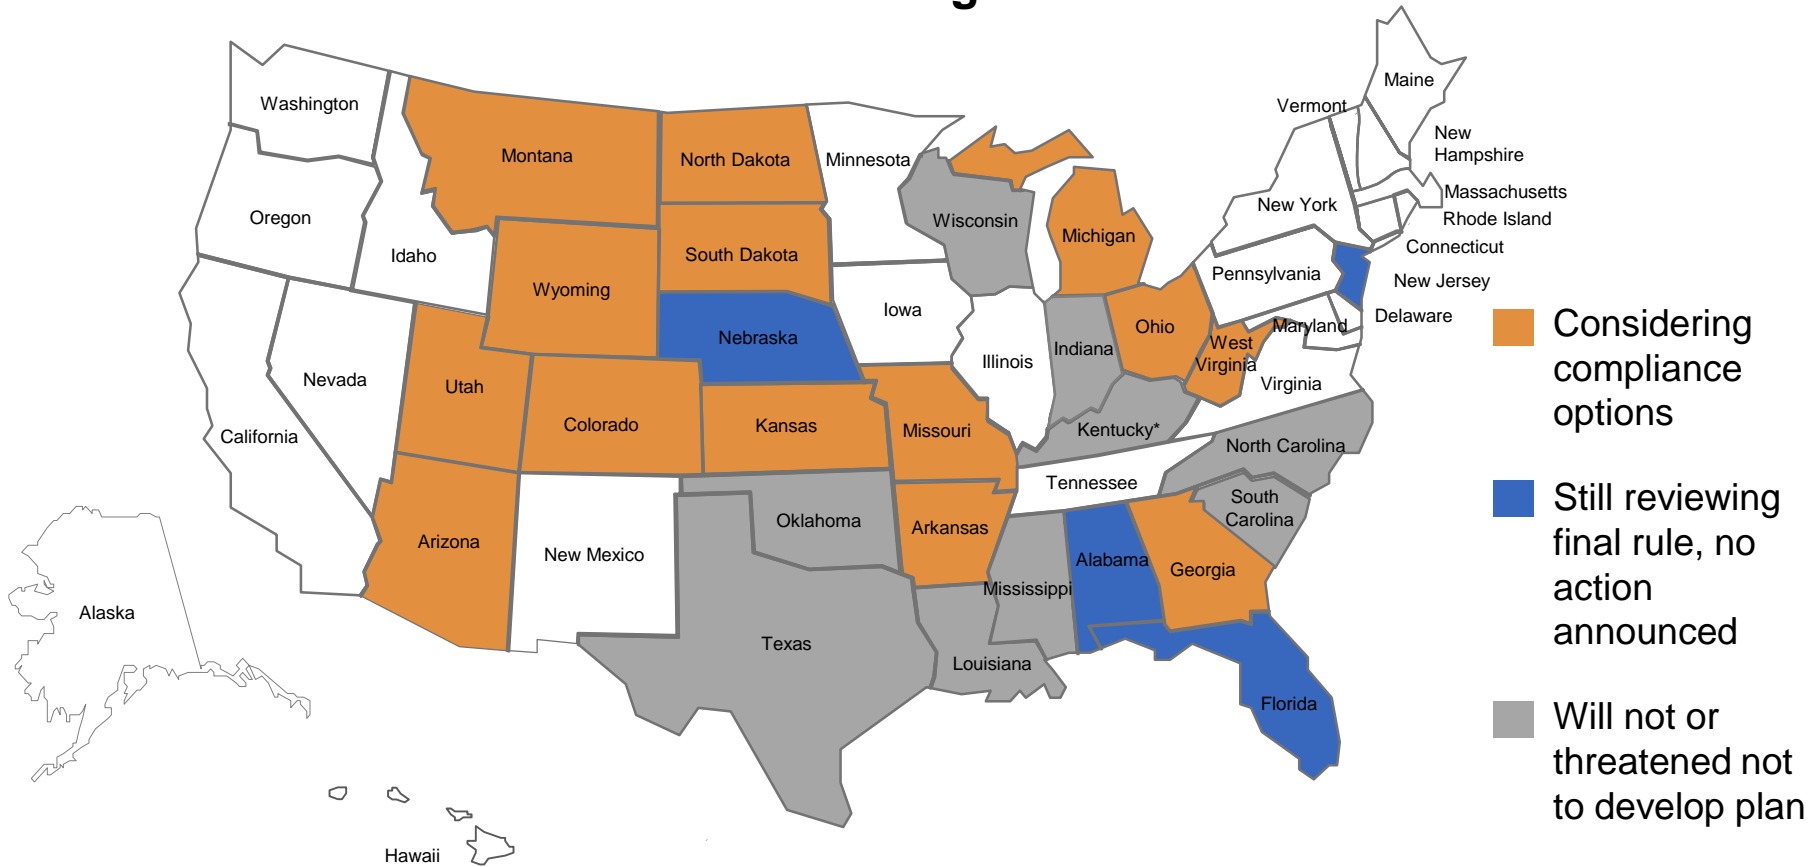 g
Washington
Oregon
California
Nevada
Idaho
Montana
Wyoming
Utah
Arizona
Colorado
New Mexico
North Dakota
South Dakota
Nebraska
Kansas
Oklahoma
Texas
Minnesota
Iowa
Missouri
Arkansas
Louisiana
Wisconsin
Illinois
Michigan
Indiana
Ohio
Kentucky*
Tennessee
Mississippi
Alabama
Georgia
Florida
South
Carolina
North Carolina
Virginia
West
Virginia
Maryland
Delaware
Pennsylvania
New Jersey
New York
Connecticut
Rhode Island
Massachusetts
Vermont
New
Hampshire
Maine
Alaska
Hawaii
Considering
compliance
options
Still reviewing
final rule, no
action
announced
Will not or
threatened not
to develop plan